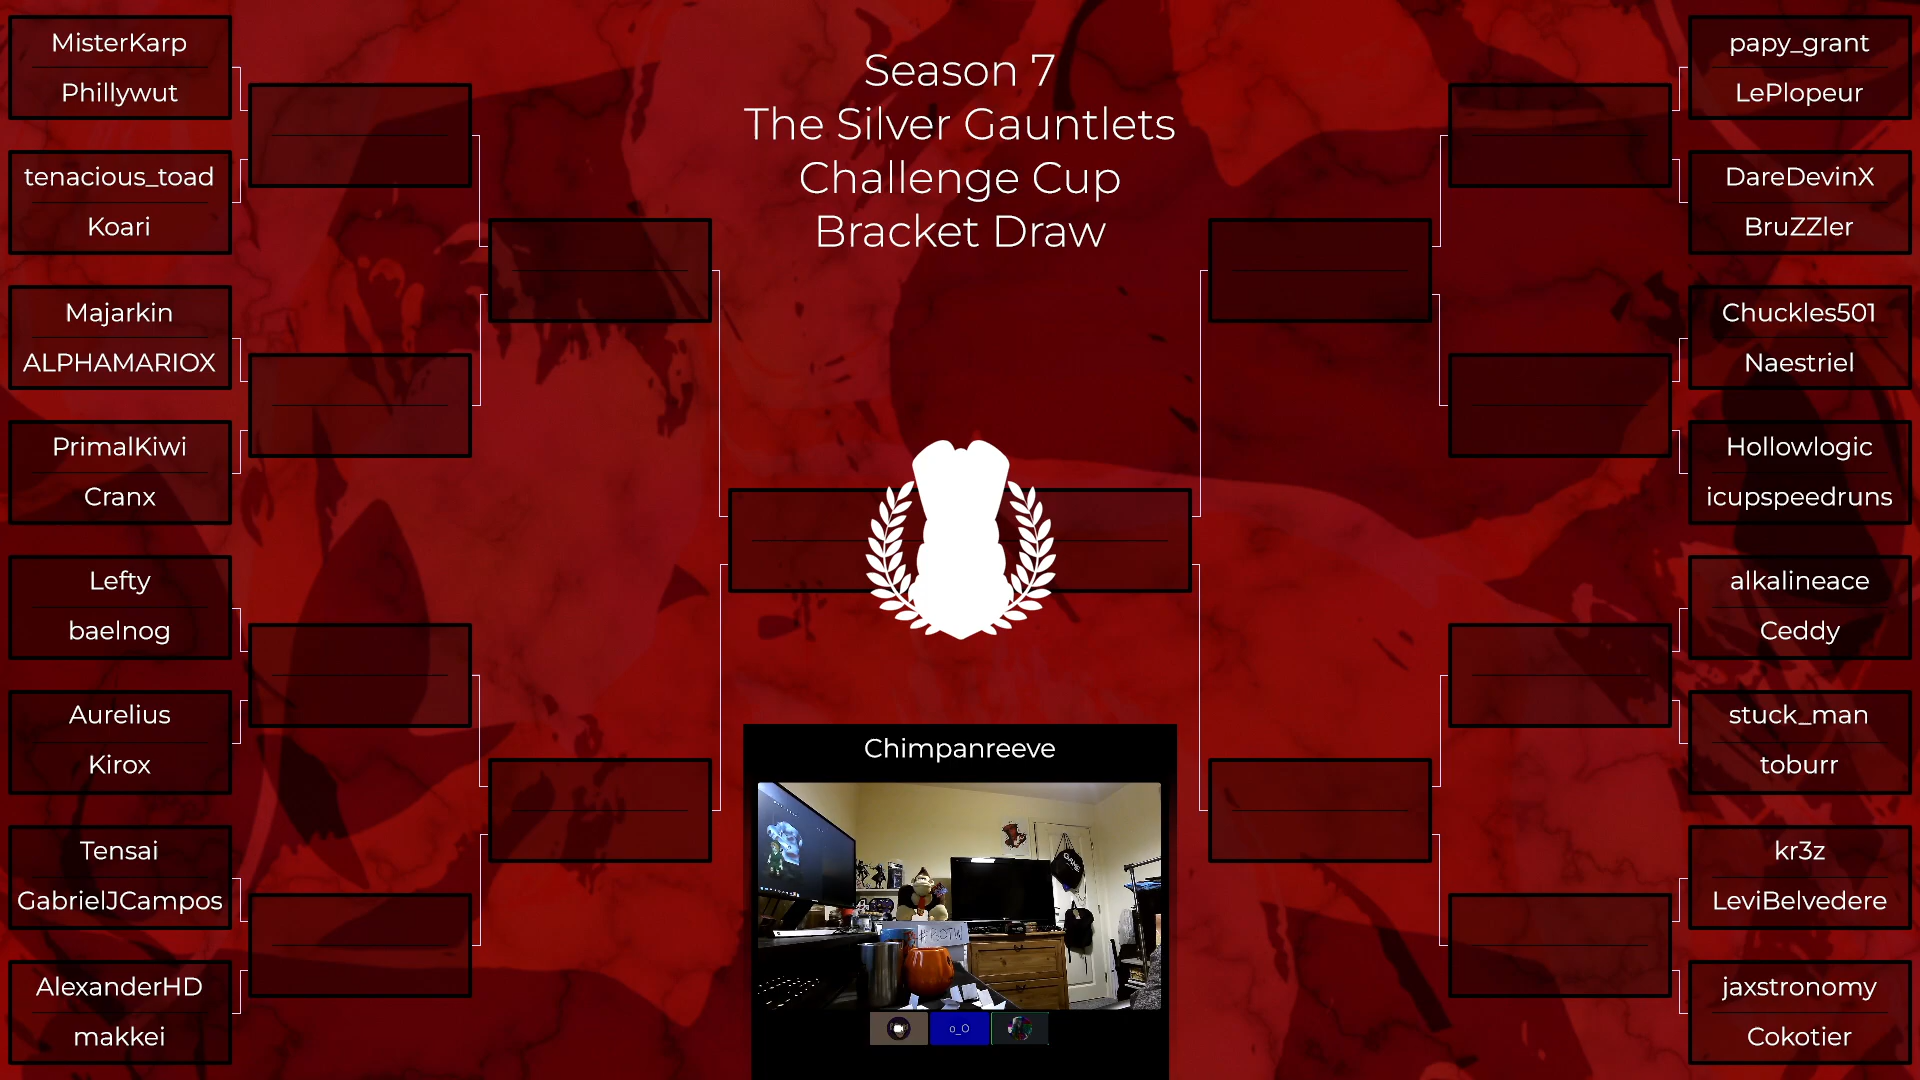 Season 7
The Silver Gauntlets
Challenge Cup
Bracket Draw
MisterKarp
Phillywut
tenacious_toad
Koari
Majarkin
ALPHAMARIOX
PrimalKiwi
Cranx
Lefty
baelnog
Aurelius
Kirox
Tensai
GabrielJCampos
AlexanderHD
makkei
papy_grant
LePlopeur
DareDevinX
BruZZler
Chuckles501
Naestriel
Hollowlogic
icupspeedruns
alkalineace
Ceddy
stuck_man
toburr
kr3z
LeviBelvedere
jaxstronomy
Cokotier
Chimpanreeve
#ROTW
o_O